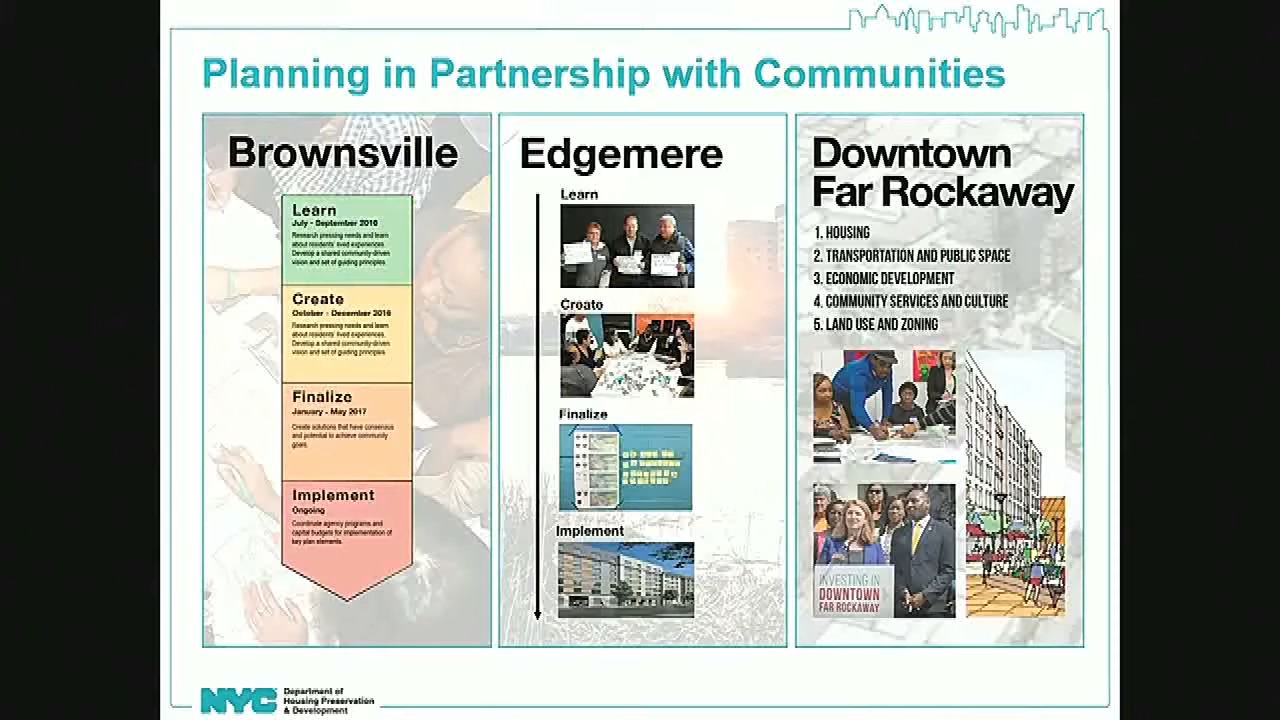 Planning in Partnership with Communities
Brownsville
Learn
July - September 2016
Research pressing needs and learn
about residents' lived experiences.
Develop a shared community-driven
vision and set of guiding principles.
Create
October - December 2016
Research pressing needs and learn
about residents' lived experiences.
Develop a shared community-driven
vision and set of guiding principles.
Finalize
January - May 2017
Create solutions that have consensus
and potential to achieve community
goals.
Implement
Ongoing
Coordinate agency programs and
capital budgets for implementation of
key plan elements.
Edgemere
Learn
Create
Finalize
Implement
Downtown
Far Rockaway
1. HOUSING
2. TRANSPORTATION AND PUBLIC SPACE
3. ECONOMIC DEVELOPMENT
4. COMMUNITY SERVICES AND CULTURE
5. LAND USE AND ZONING
INVESTING IN
DOWNTOWN
FAR ROCKAWAY
NYC
Department of
Housing Preservation
& Development